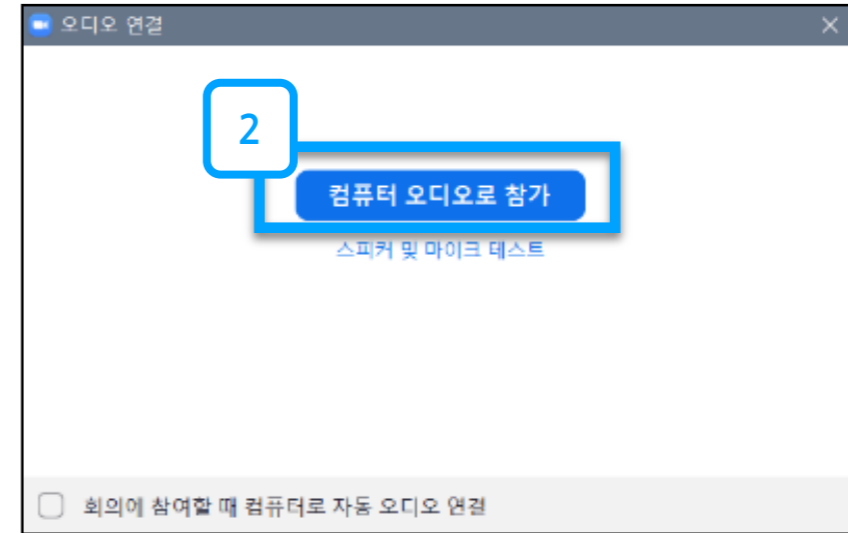 오디오 연결
2
컴퓨터 오디오로 참가
스피커 및 마이크 테스트
회의에 참여할 때 컴퓨터로 자동 오디오 연결